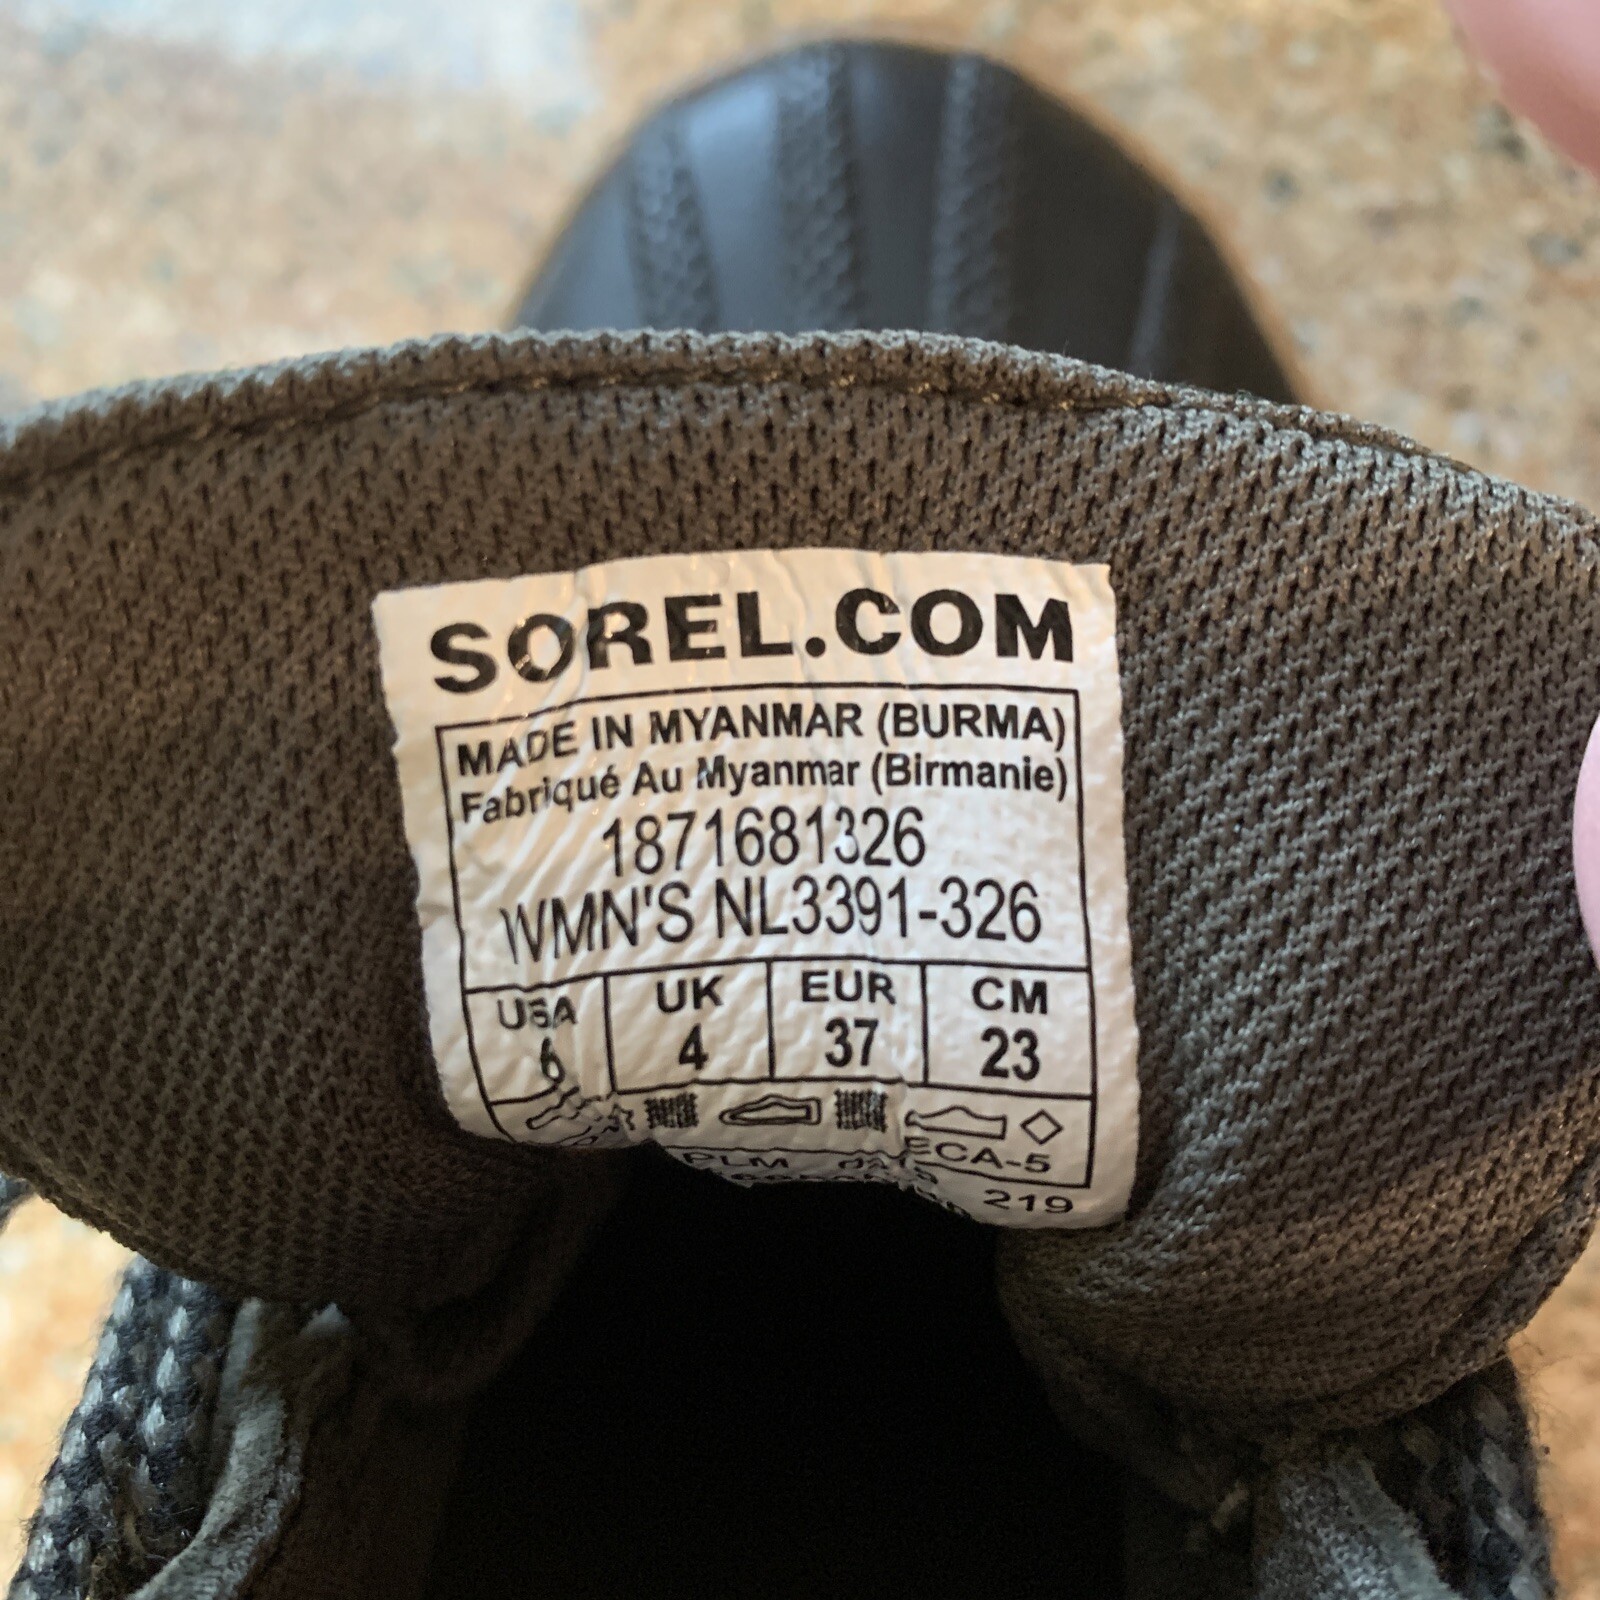 SOREL.COM
MADE IN MYANMAR (BURMA)
Fabriqué Au Myanmar (Birmanie)
1871681326
WMN'S NL3391-326
USA UK EUR CM
6 4 37 23
ECA-5
PLM
219